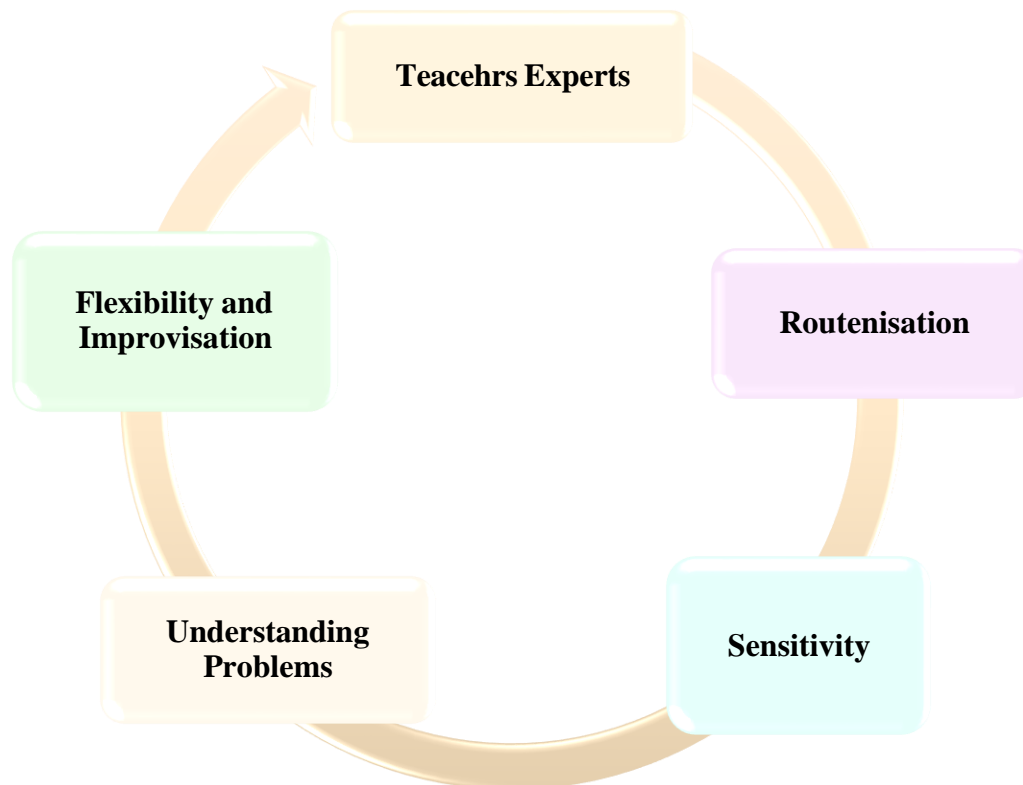 Teacehrs Experts
Routenisation
Sensitivity
Understanding
Problems
Flexibility and
Improvisation